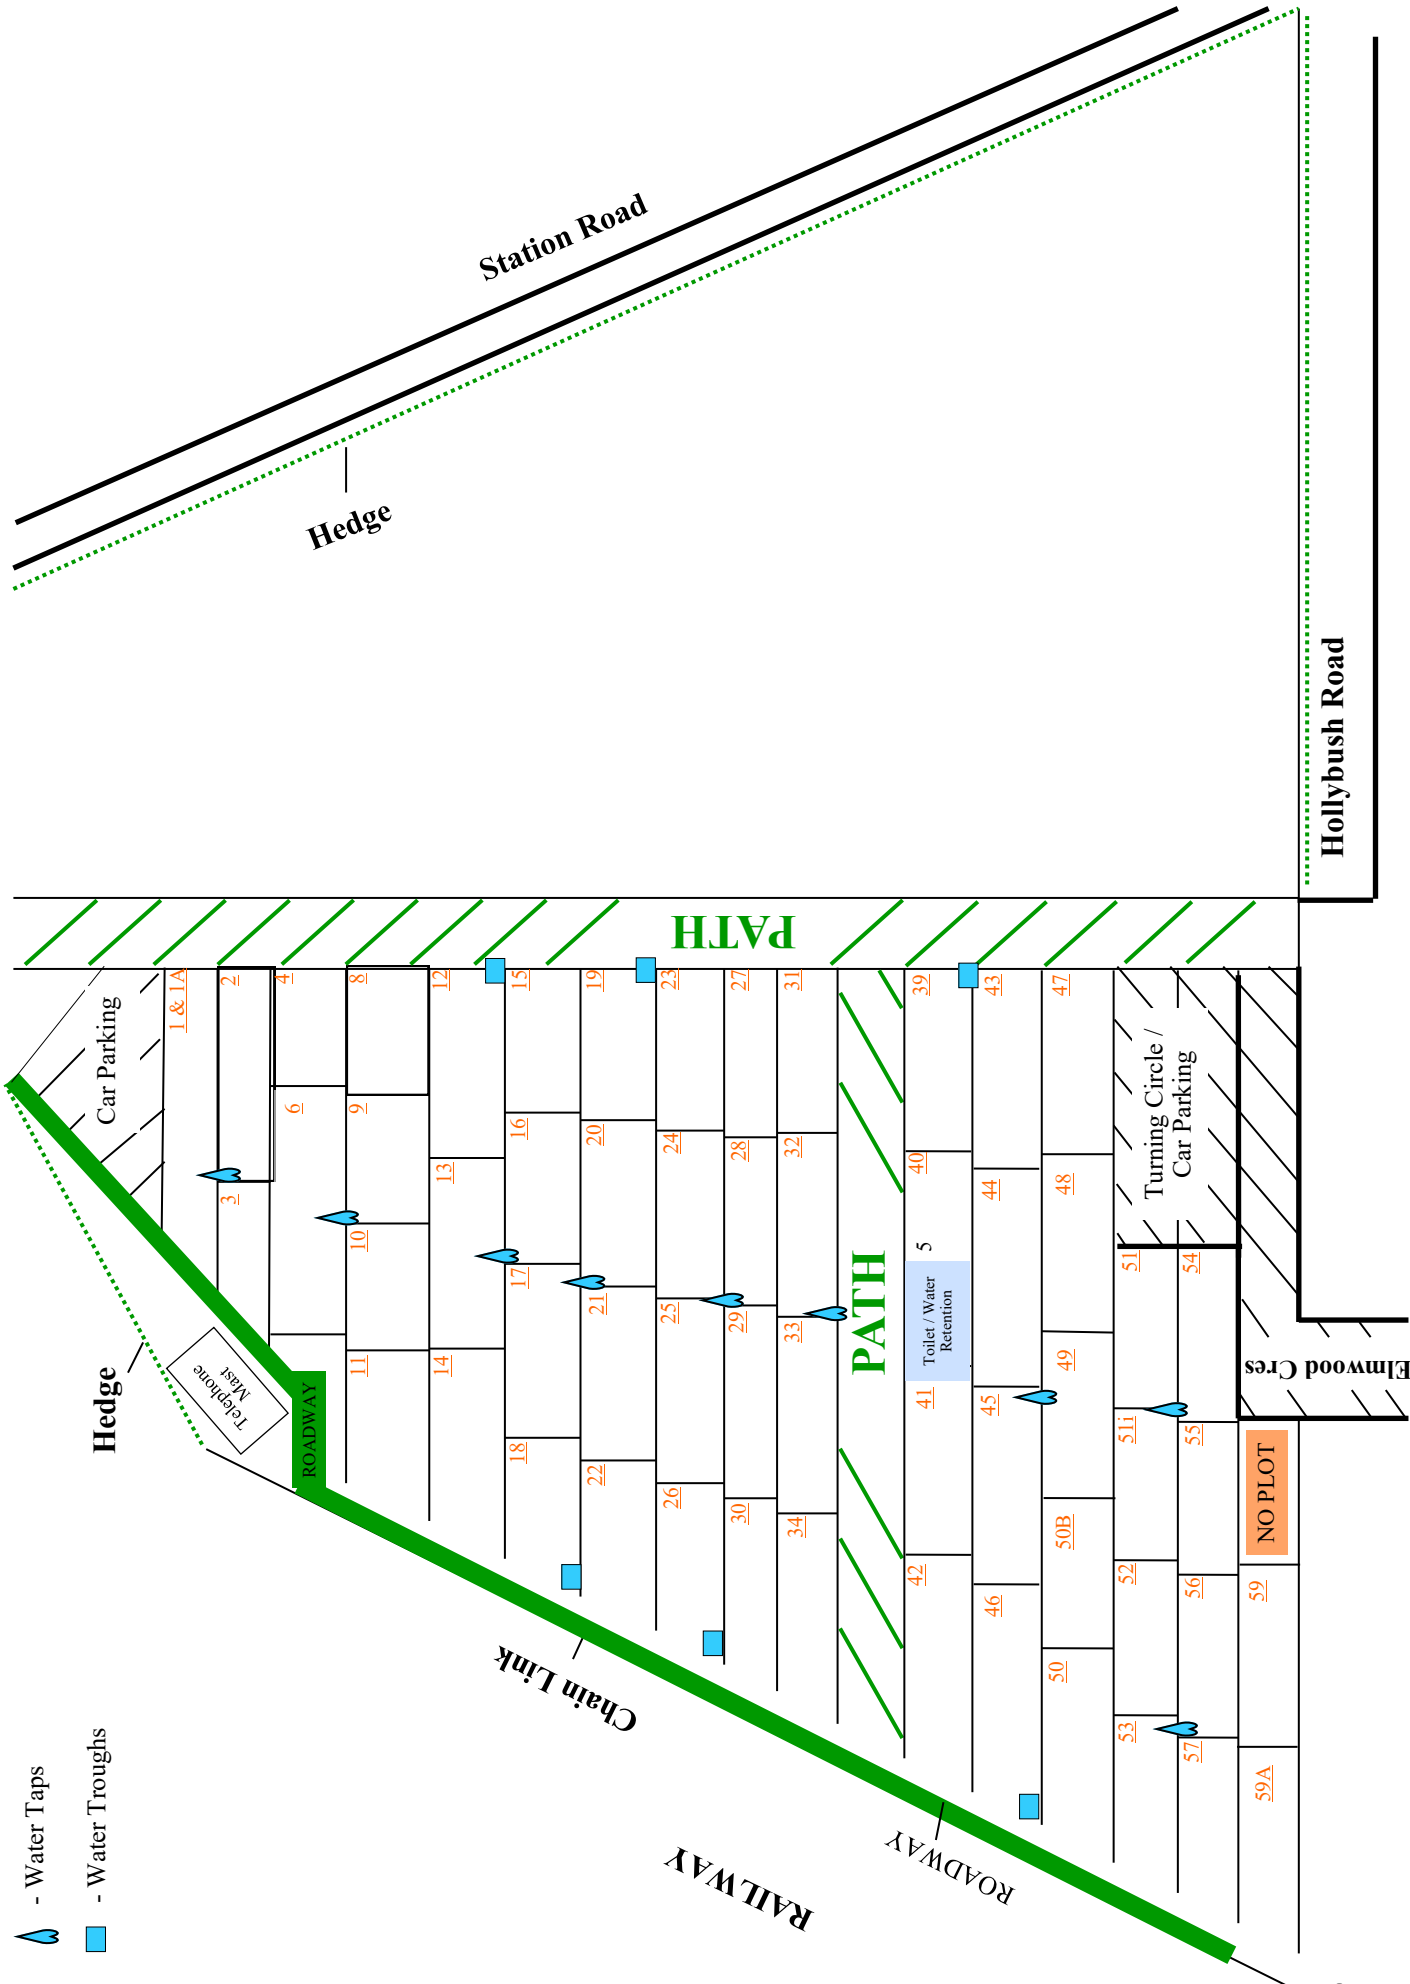 - Water Taps
- Water Troughs
Station Road
Hedge
Hollybush Road
PATH
Hedge
Telephone
Mast
ROADWAY
Car Parking
1 & 1A
2
3
4
6
8
9
10
11
12
13
14
15
16
17
18
19
20
21
22
23
24
25
26
27
28
29
30
31
32
33
34
PATH
39
40
5
Toilet / Water
Retention
41
42
43
44
45
46
47
48
49
50B
50
Turning Circle /
Car Parking
51
51i
52
53
54
55
56
57
NO PLOT
59
59A
Elmwood Cres
Chain Link
ROADWAY
RAILWAY